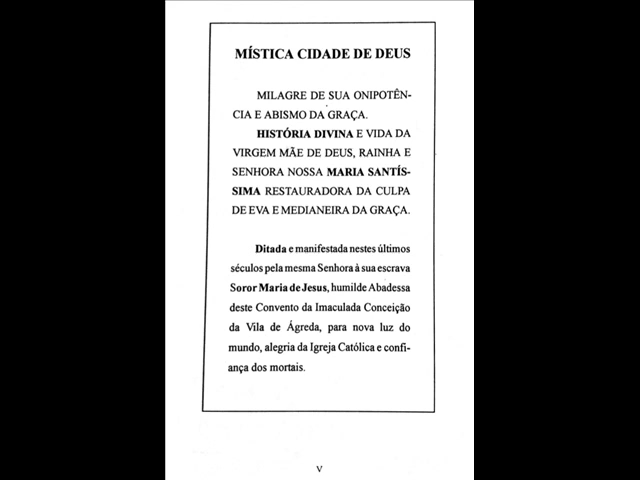 MÍSTICA CIDADE DE DEUS
MILAGRE DE SUA ONIPOTÊN-
CIA E ABISMO DA GRAÇA.
HISTÓRIA DIVINA E VIDA DA
VIRGEM MÃE DE DEUS, RAINHA E
SENHORA NOSSA MARIA SANTÍS-
SIMA RESTAURADORA DA CULPA
DE EVA E MEDIANEIRA DA GRAÇA.
Ditada e manifestada nestes últimos
séculos pela mesma Senhora à sua escrava
Soror Maria de Jesus, humilde Abadessa
deste Convento da Imaculada Conceição
da Vila de Ágreda, para nova luz do
mundo, alegria da Igreja Católica e confi-
ança dos mortais.
V